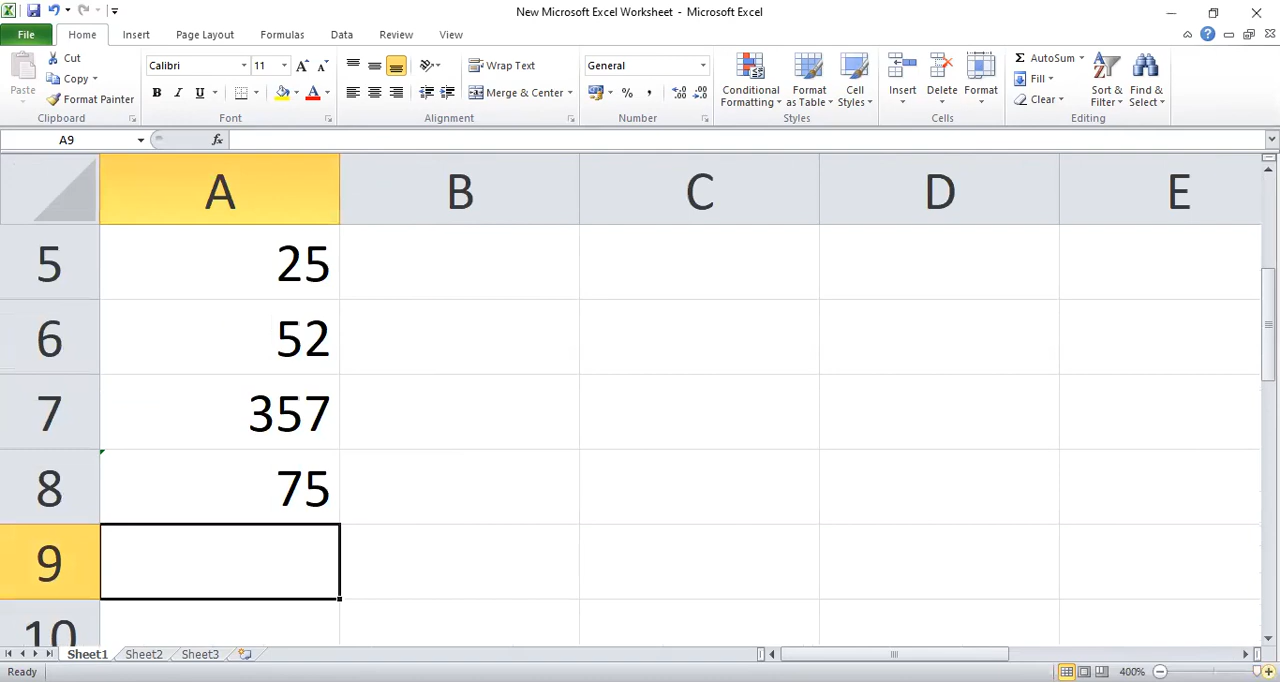 New Microsoft Excel Worksheet - Microsoft Excel
File Home Insert Page Layout Formulas Data Review View
Paste
Cut
Copy
Format Painter
Clipboard
Calibri 11
B I U
Font
Wrap Text
Merge & Center
Alignment
General
%
Number
Conditional Formatting
Format as Table
Cell Styles
Styles
Insert
Delete
Format
Cells
Σ AutoSum
Fill
Clear
Sort & Filter
Find & Select
Editing
A9 fx
A B C D E
5 25
6 52
7 357
8 75
9
10
Sheet1 Sheet2 Sheet3
Ready 400%